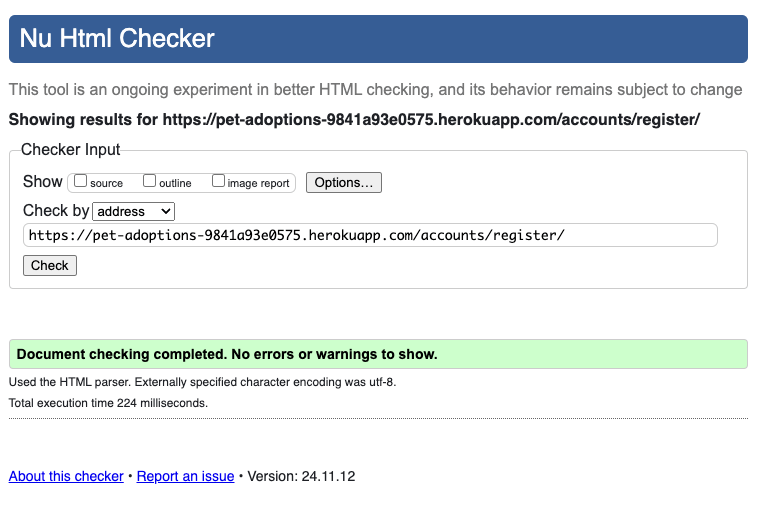 Nu Html Checker
This tool is an ongoing experiment in better HTML checking, and its behavior remains subject to change
Showing results for https://pet-adoptions-9841a93e0575.herokuapp.com/accounts/register/
Checker Input
Show source outline image report Options...
Check by address
https://pet-adoptions-9841a93e0575.herokuapp.com/accounts/register/
Check
Document checking completed. No errors or warnings to show.
Used the HTML parser. Externally specified character encoding was utf-8.
Total execution time 224 milliseconds.
About this checker • Report an issue • Version: 24.11.12